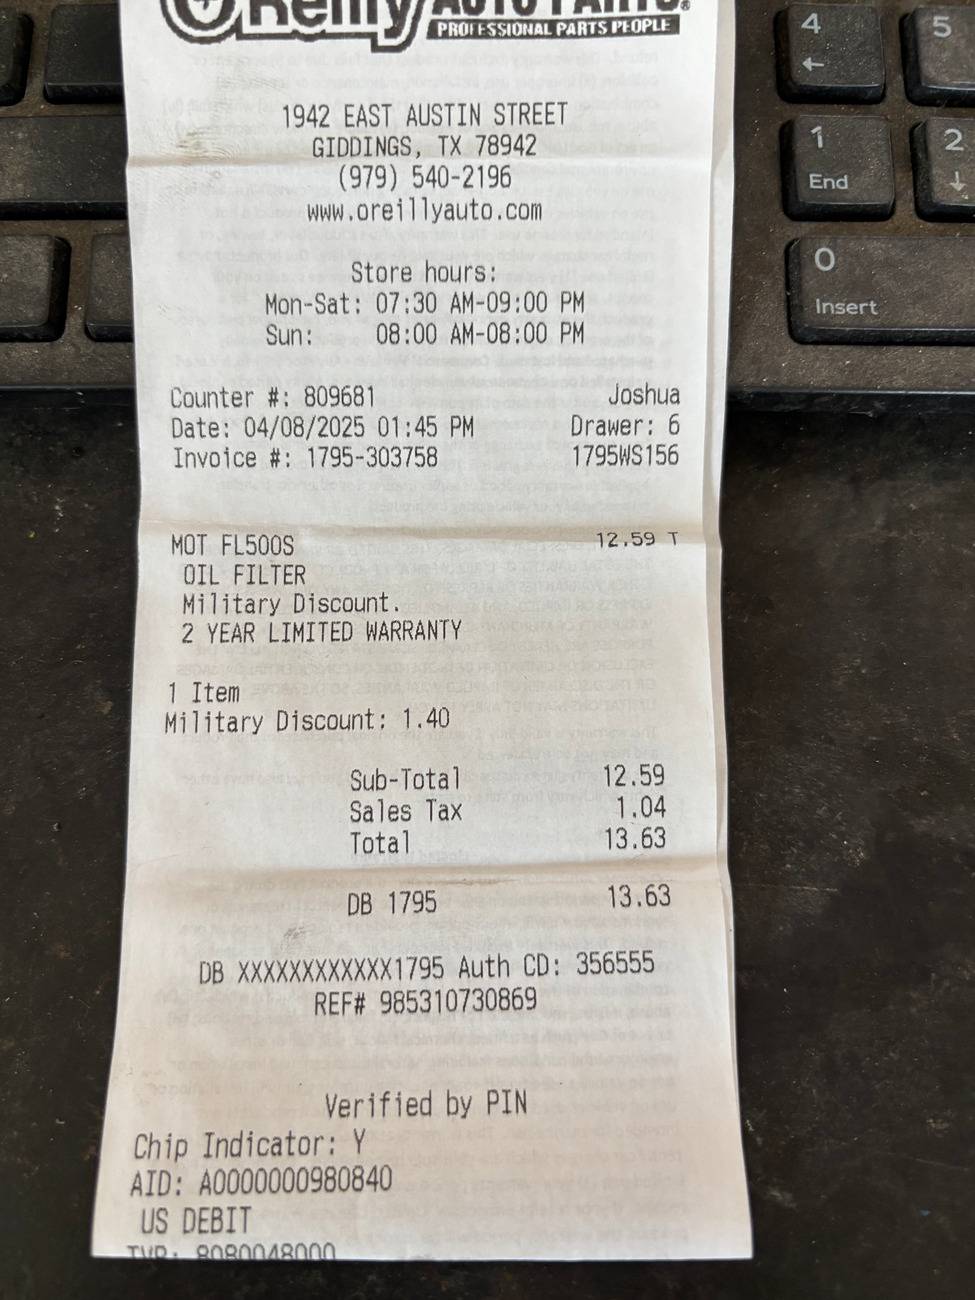 O'Reilly AUTO PARTS®
PROFESSIONAL PARTS PEOPLE
1942 EAST AUSTIN STREET
GIDDINGS, TX 78942
(979) 540-2196
www.oreillyauto.com
Store hours:
Mon-Sat: 07:30 AM-09:00 PM
Sun: 08:00 AM-08:00 PM
Counter #: 809681 Joshua
Date: 04/08/2025 01:45 PM Drawer: 6
Invoice #: 1795-303758 1795WS156
MOT FL500S 12.59 T
OIL FILTER
Military Discount.
2 YEAR LIMITED WARRANTY
1 Item
Military Discount: 1.40
Sub-Total 12.59
Sales Tax 1.04
Total 13.63
DB 1795 13.63
DB XXXXXXXXXXXX1795 Auth CD: 356555
REF# 985310730869
Verified by PIN
Chip Indicator: Y
AID: A0000000980840
US DEBIT
TVR: 8080048000
4
←
5
1
End
2
↓
0
Insert